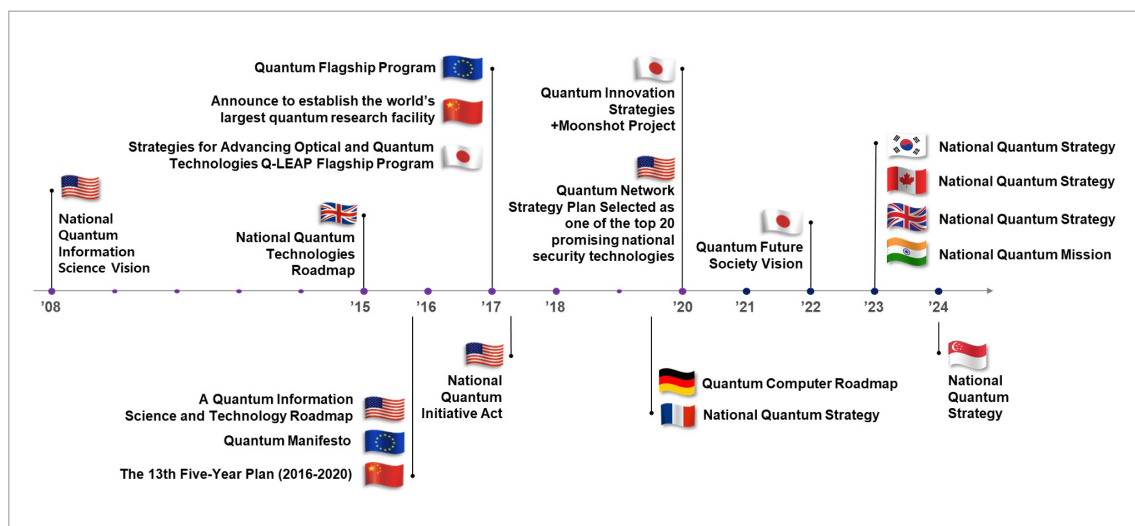 Quantum Flagship Program
Announce to establish the world's
largest quantum research facility
Strategies for Advancing Optical and Quantum
Technologies Q-LEAP Flagship Program
National
Quantum
Information
Science Vision
National Quantum
Technologies
Roadmap
Quantum Innovation
Strategies
+Moonshot Project
Quantum Network
Strategy Plan Selected as
one of the top 20
promising national
security technologies
Quantum Future
Society Vision
National Quantum Strategy
National Quantum Strategy
National Quantum Strategy
National Quantum Mission
'08
'15
'16
'17
'18
'20
'21
'22
'23
'24
A Quantum Information
Science and Technology Roadmap
Quantum Manifesto
The 13th Five-Year Plan (2016-2020)
National
Quantum
Initiative Act
Quantum Computer Roadmap
National Quantum Strategy
National
Quantum
Strategy